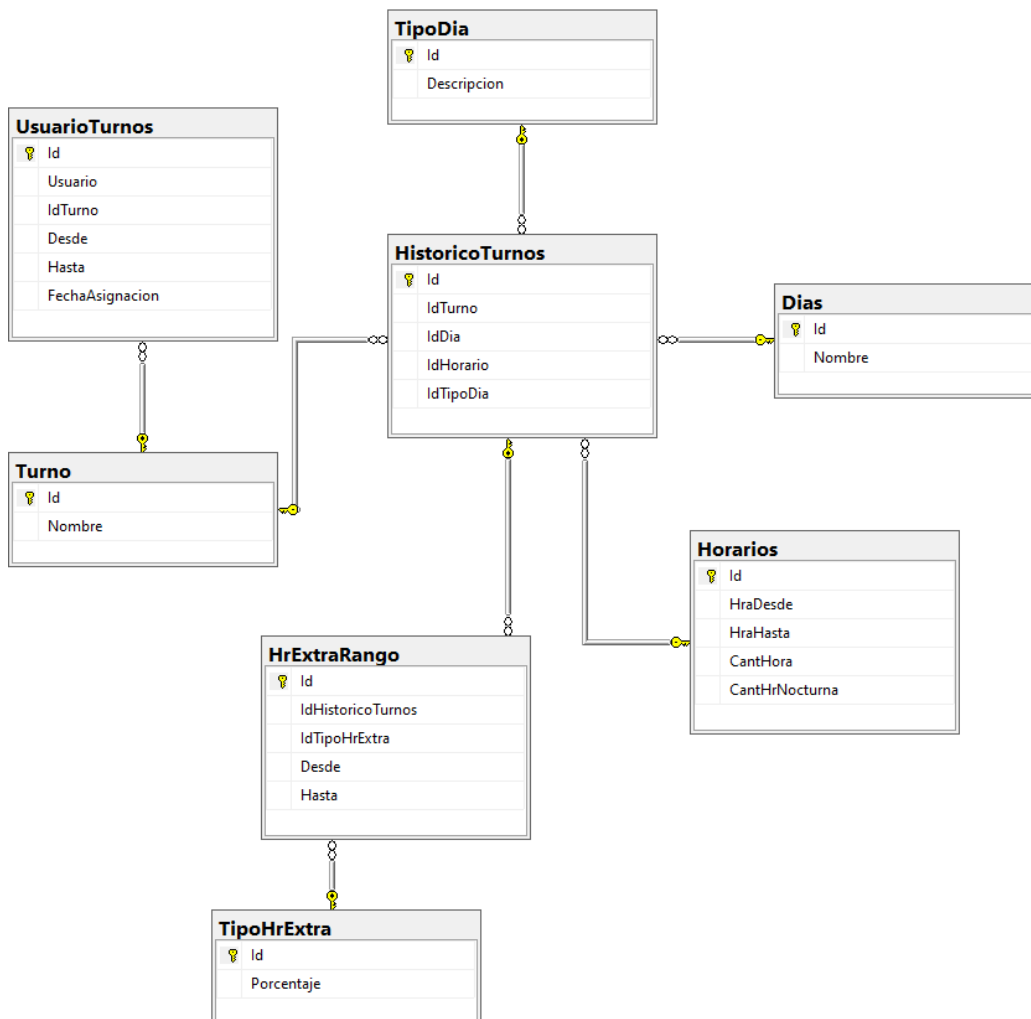 TipoDia
Id
Descripcion
UsuarioTurnos
Id
Usuario
IdTurno
Desde
Hasta
FechaAsignacion
HistoricoTurnos
Id
IdTurno
IdDia
IdHorario
IdTipoDia
Dias
Id
Nombre
Turno
Id
Nombre
Horarios
Id
HraDesde
HraHasta
CantHora
CantHrNocturna
HrExtraRango
Id
IdHistoricoTurnos
IdTipoHrExtra
Desde
Hasta
TipoHrExtra
Id
Porcentaje